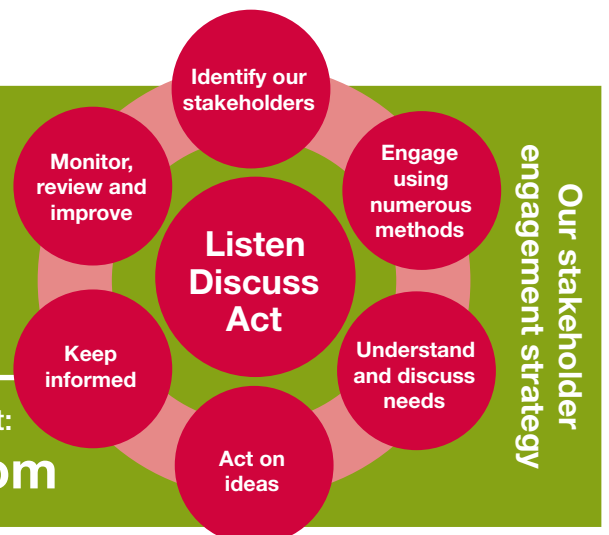 Identify our
stakeholders
Engage
using
numerous
methods
Understand
and discuss
needs
Act on
ideas
Keep
informed
Monitor,
review and
improve
Listen
Discuss
Act
Our stakeholder
engagement strategy